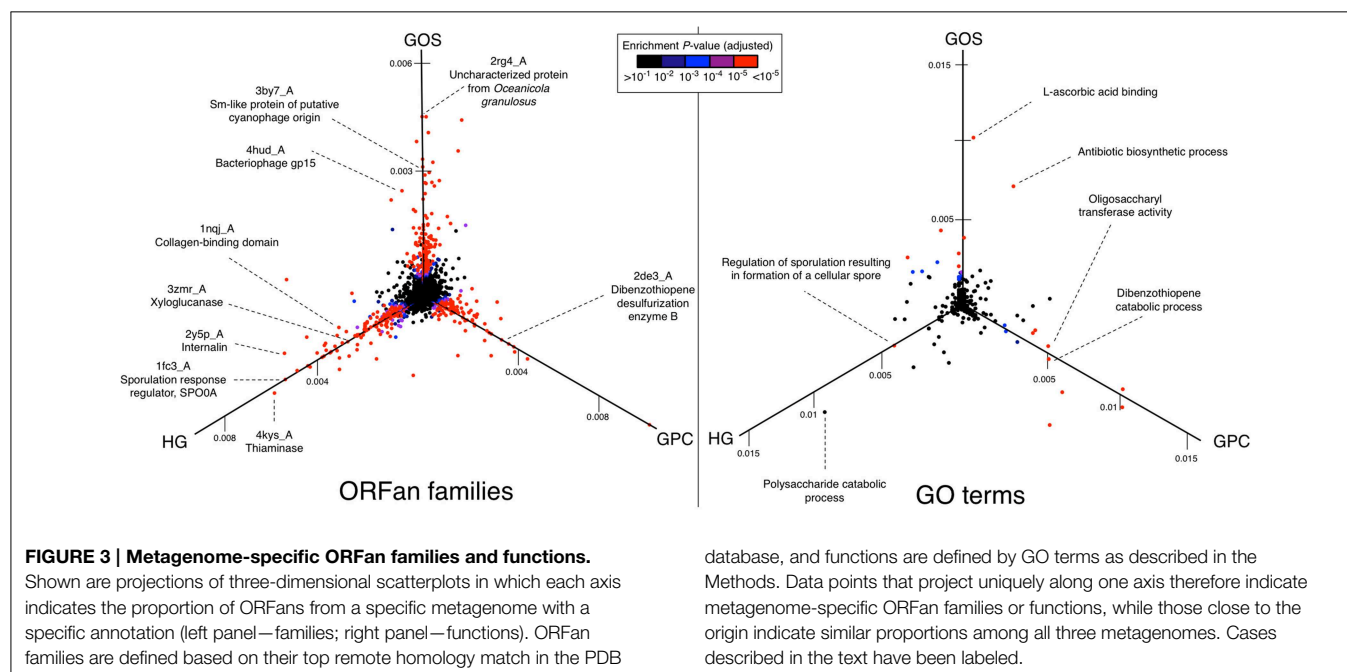 GOS
0.006
2rg4_A
Uncharacterized protein
from Oceanicola
granulosus
3by7_A
Sm-like protein of putative
cyanophage origin
4hud_A
Bacteriophage gp15
0.003
1nqj_A
Collagen-binding domain
3zmr_A
Xyloglucanase
2y5p_A
Internalin
1fc3_A
Sporulation response
regulator, SPO0A
2de3_A
Dibenzothiopene
desulfurization
enzyme B
0.004
0.004
0.008
0.008
HG
4kys_A
Thiaminase
GPC
ORFan families
Enrichment P-value (adjusted)
>10-1 10-2 10-3 10-4 10-5 <10-5
GOS
0.015
L-ascorbic acid binding
Antibiotic biosynthetic process
Oligosaccharyl
transferase activity
0.005
Regulation of sporulation resulting
in formation of a cellular spore
Dibenzothiopene
catabolic process
0.005
0.005
0.01
0.01
HG
0.015
GPC
0.015
Polysaccharide catabolic
process
GO terms
FIGURE 3 | Metagenome-specific ORFan families and functions.
Shown are projections of three-dimensional scatterplots in which each axis
indicates the proportion of ORFans from a specific metagenome with a
specific annotation (left panel—families; right panel—functions). ORFan
families are defined based on their top remote homology match in the PDB
database, and functions are defined by GO terms as described in the
Methods. Data points that project uniquely along one axis therefore indicate
metagenome-specific ORFan families or functions, while those close to the
origin indicate similar proportions among all three metagenomes. Cases
described in the text have been labeled.